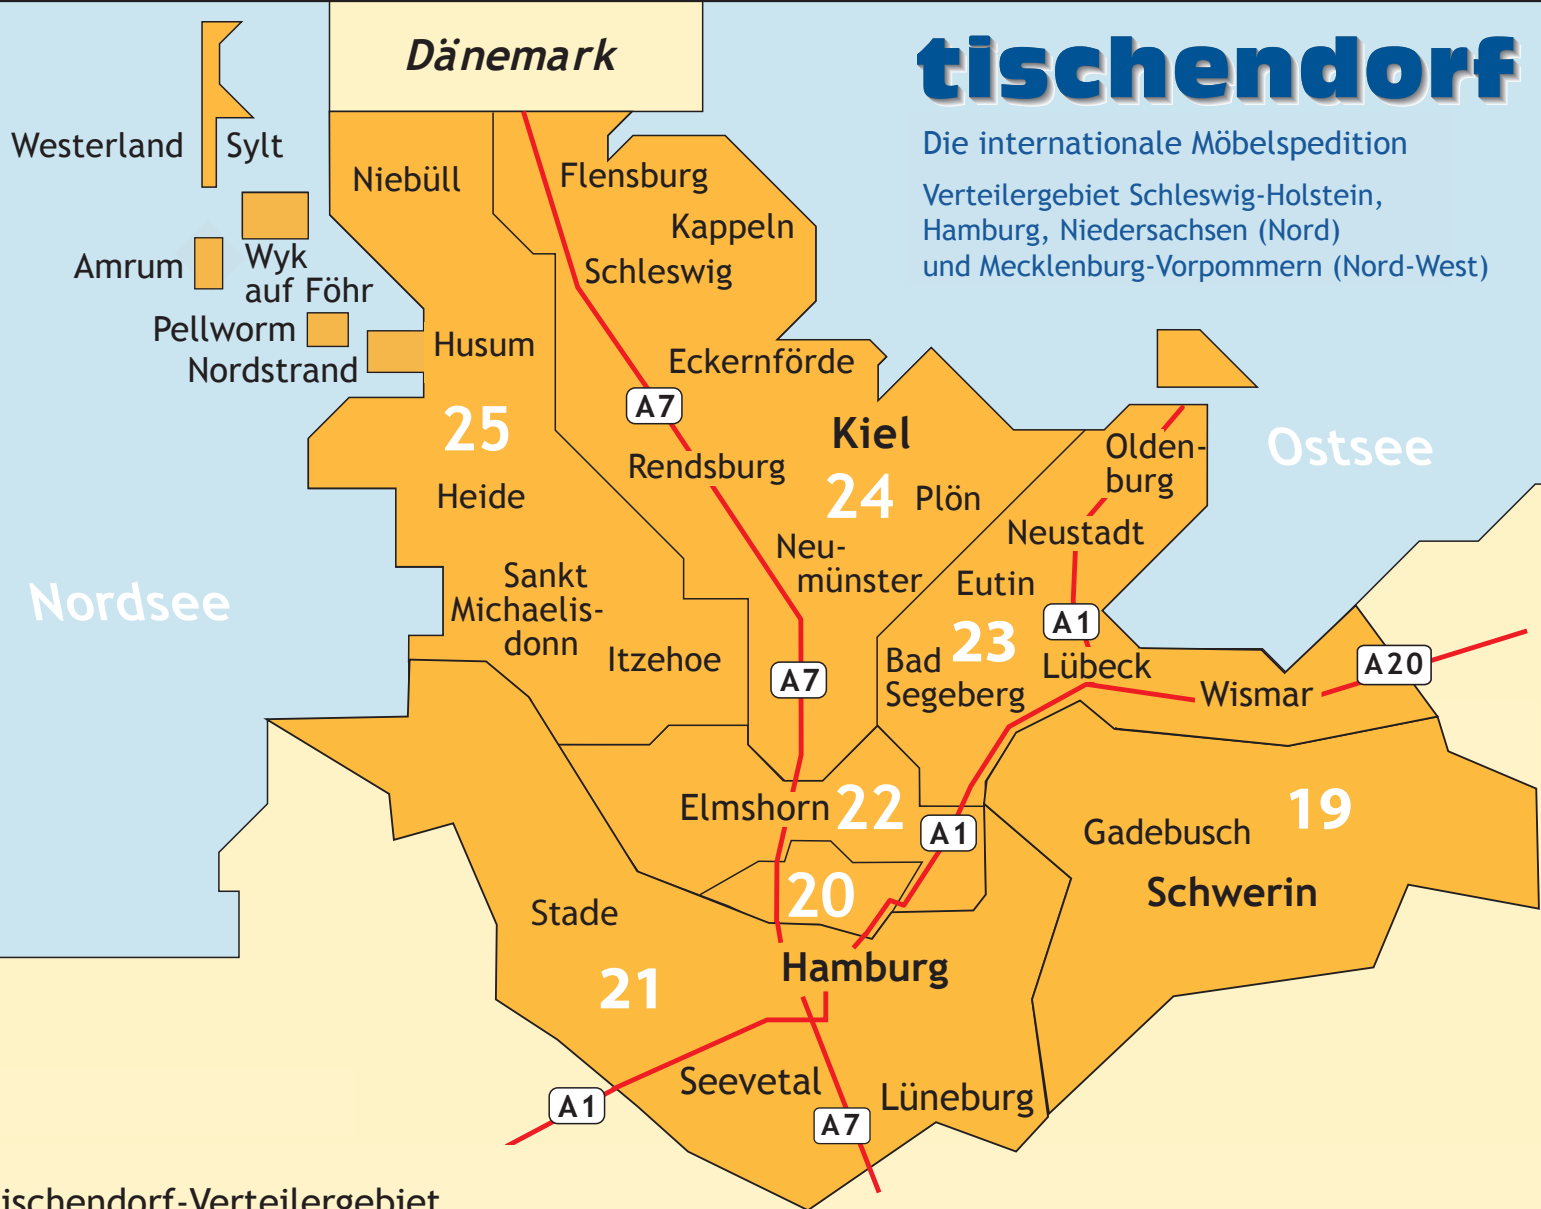 Dänemark
tischendorf
Die internationale Möbelspedition
Verteilergebiet Schleswig-Holstein,
Hamburg, Niedersachsen (Nord)
und Mecklenburg-Vorpommern (Nord-West)
Westerland
Sylt
Niebüll
Flensburg
Kappeln
Amrum
Wyk
auf Föhr
Schleswig
Pellworm
Nordstrand
Husum
Eckernförde
A7
25
Kiel
Olden-
burg
Ostsee
Rendsburg
24
Plön
Heide
Neustadt
Neu-
münster
Sankt
Michaelis-
donn
Eutin
Nordsee
A1
23
Itzehoe
Bad
Segeberg
Lübeck
A20
A7
Wismar
Elmshorn
22
A1
19
Gadebusch
20
Schwerin
Stade
Hamburg
21
Seevetal
Lüneburg
A1
A7
ischendorf-Verteilergebiet